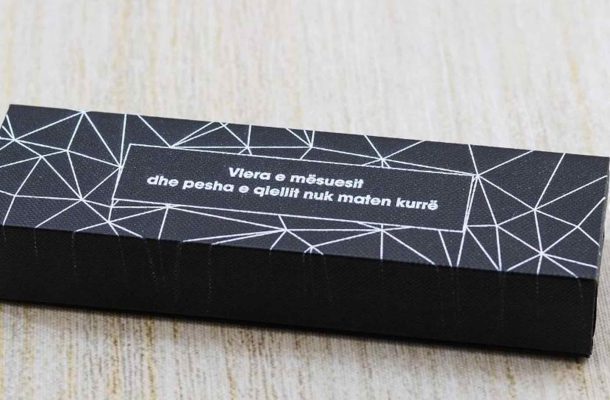 Vlera e mësuesit
dhe pesha e qiellit nuk maten kurrë